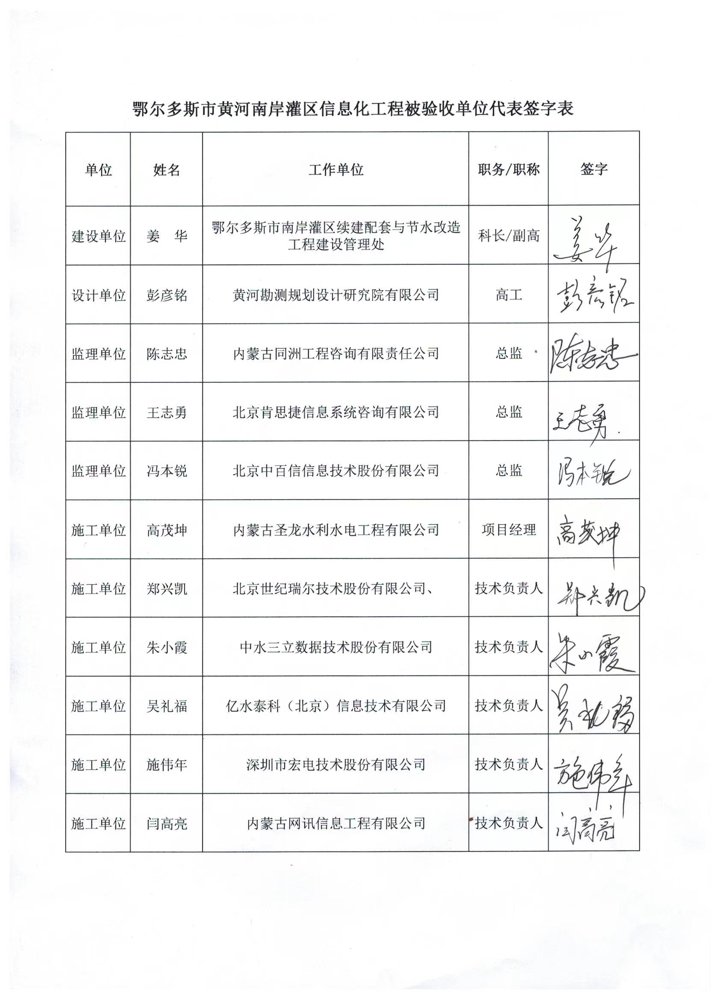 鄂尔多斯市黄河南岸灌区信息化工程被验收单位代表签字表
单位 姓名 工作单位 职务/职称 签字
建设单位 姜 华 鄂尔多斯市南岸灌区续建配套与节水改造 科长/副高 姜华
工程建设管理处
设计单位 彭彦铭 黄河勘测规划设计研究院有限公司 高工 彭彦铭
监理单位 陈志忠 内蒙古同洲工程咨询有限责任公司 总监 陈志忠
监理单位 王志勇 北京肯思捷信息系统咨询有限公司 总监 王志勇
监理单位 冯本锐 北京中百信信息技术股份有限公司 总监 冯本锐
施工单位 高茂坤 内蒙古圣龙水利水电工程有限公司 项目经理 高茂坤
施工单位 郑兴凯 北京世纪瑞尔技术股份有限公司、 技术负责人 郑兴凯
施工单位 朱小霞 中水三立数据技术股份有限公司 技术负责人 朱小霞
施工单位 吴礼福 亿水泰科（北京）信息技术有限公司 技术负责人 吴礼福
施工单位 施伟年 深圳市宏电技术股份有限公司 技术负责人 施伟年
施工单位 闫高亮 内蒙古网讯信息工程有限公司 技术负责人 闫高亮